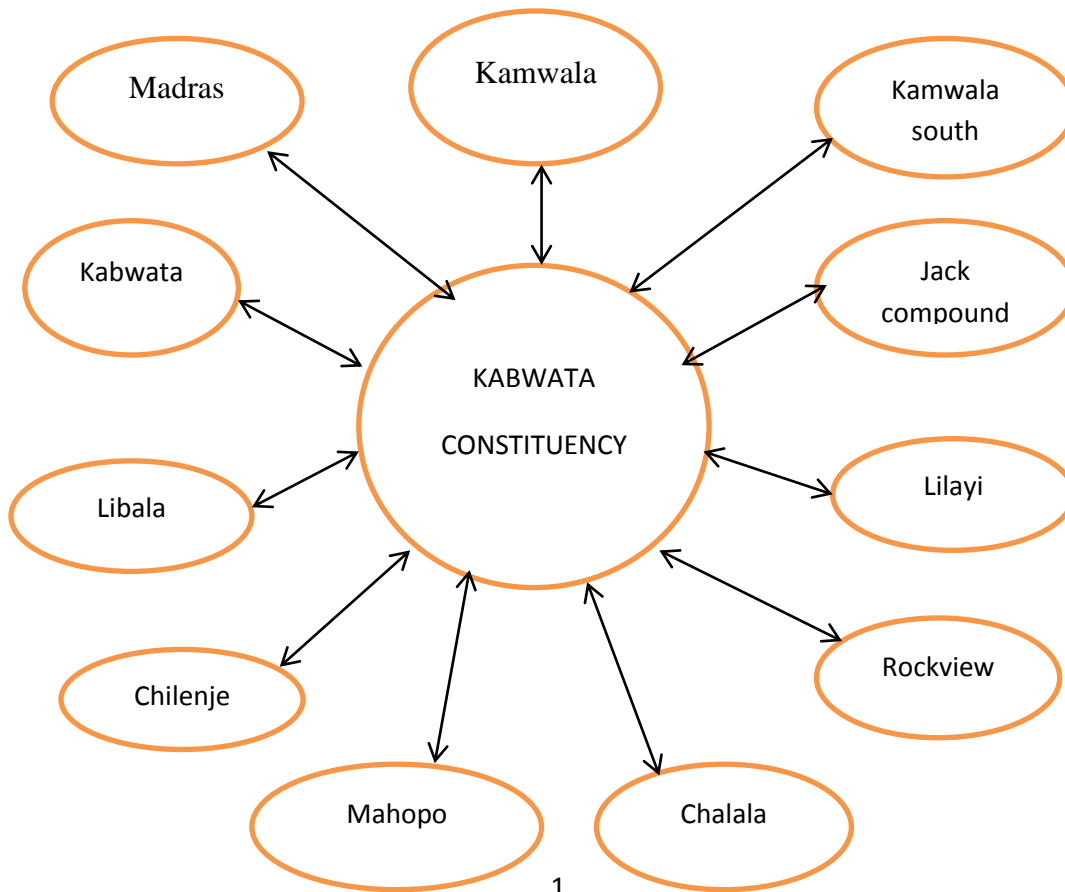 Madras
Kamwala
Kamwala
south
Kabwata
Jack
compound
KABWATA
CONSTITUENCY
Libala
Lilayi
Chilenje
Rockview
Mahopo
Chalala
1